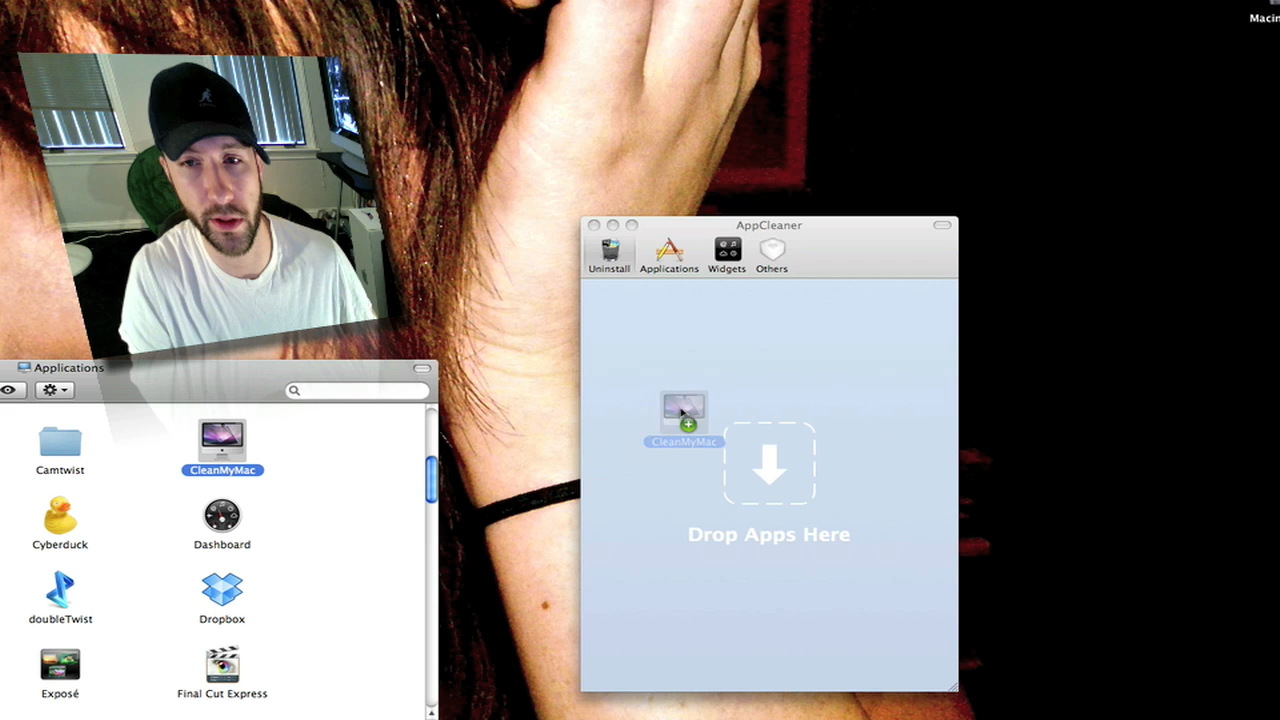 Macin
AppCleaner
Uninstall
Applications
Widgets
Others
Applications
CleanMyMac
Drop Apps Here
Camtwist
CleanMyMac
Cyberduck
Dashboard
doubleTwist
Dropbox
Exposé
Final Cut Express